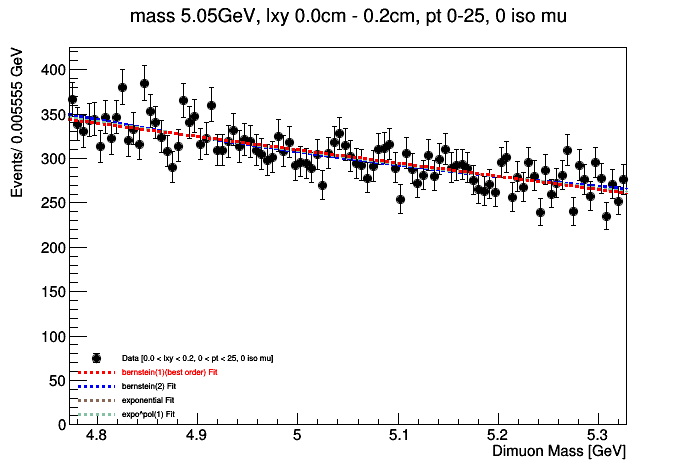 mass 5.05GeV, lxy 0.0cm - 0.2cm, pt 0-25, 0 iso mu
Events/ 0.005555 GeV
400
350
300
250
200
150
100
50
0
Data [0.0 < lxy < 0.2, 0 < pt < 25, 0 iso mu]
bernstein(1)(best order) Fit
bernstein(2) Fit
exponential Fit
expo*pol(1) Fit
4.8 4.9 5 5.1 5.2 5.3
Dimuon Mass [GeV]